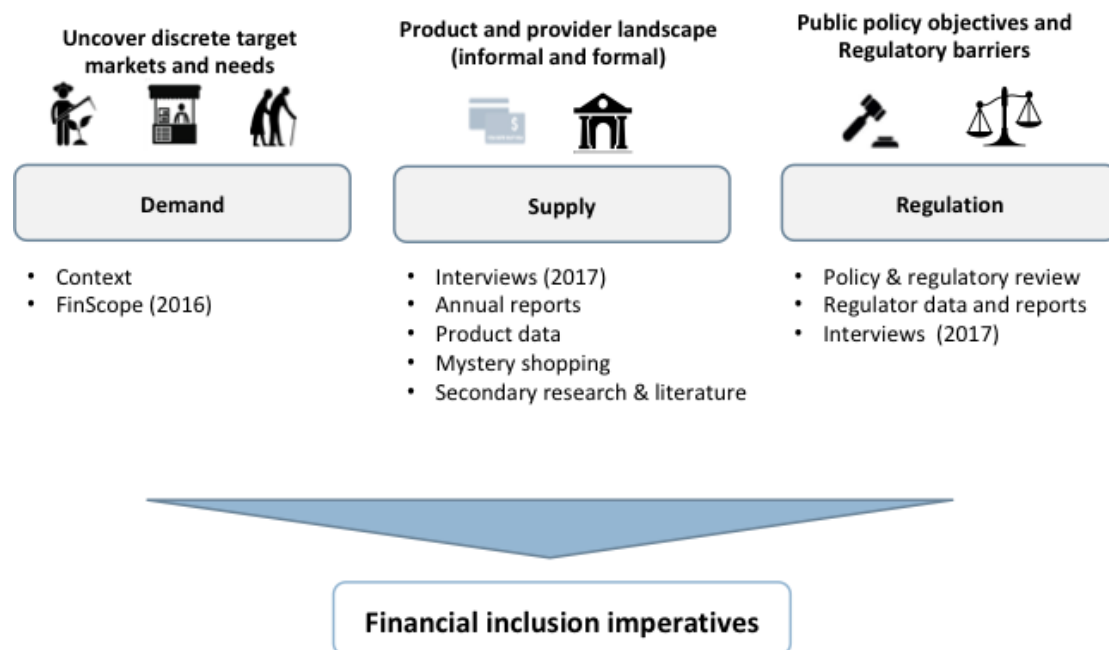 Uncover discrete target
markets and needs
Product and provider landscape
(informal and formal)
Public policy objectives and
Regulatory barriers
$
Demand
Supply
Regulation
• Context
• FinScope (2016)
• Interviews (2017)
• Annual reports
• Product data
• Mystery shopping
• Secondary research & literature
• Policy & regulatory review
• Regulator data and reports
• Interviews (2017)
Financial inclusion imperatives